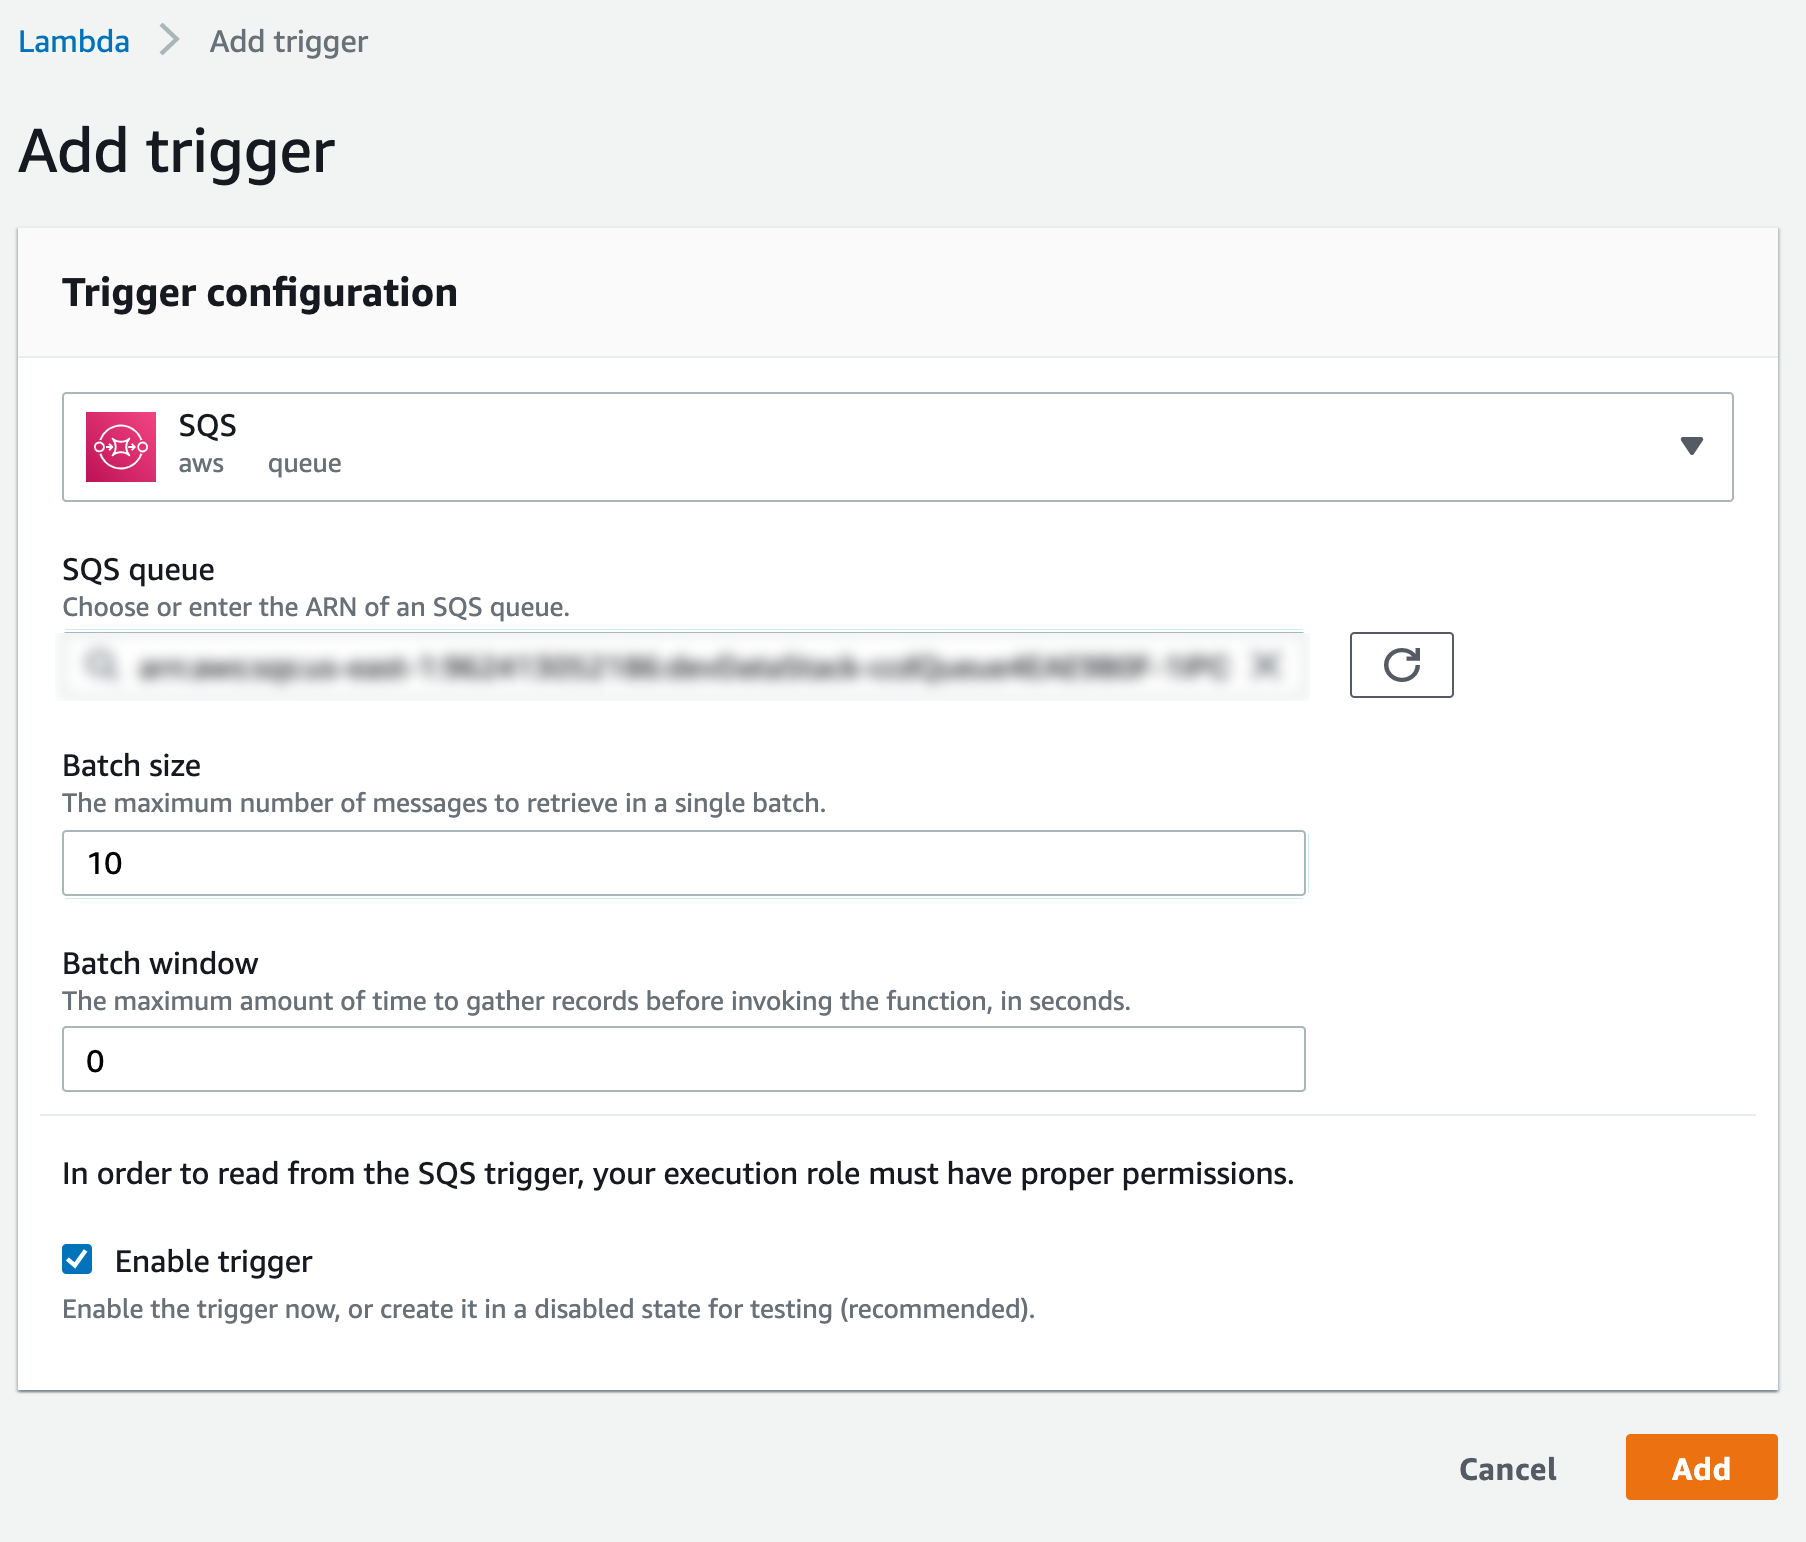 Lambda > Add trigger
Add trigger
Trigger configuration
SQS
aws queue
SQS queue
Choose or enter the ARN of an SQS queue.
Batch size
The maximum number of messages to retrieve in a single batch.
10
Batch window
The maximum amount of time to gather records before invoking the function, in seconds.
0
In order to read from the SQS trigger, your execution role must have proper permissions.
Enable trigger
Enable the trigger now, or create it in a disabled state for testing (recommended).
Cancel Add